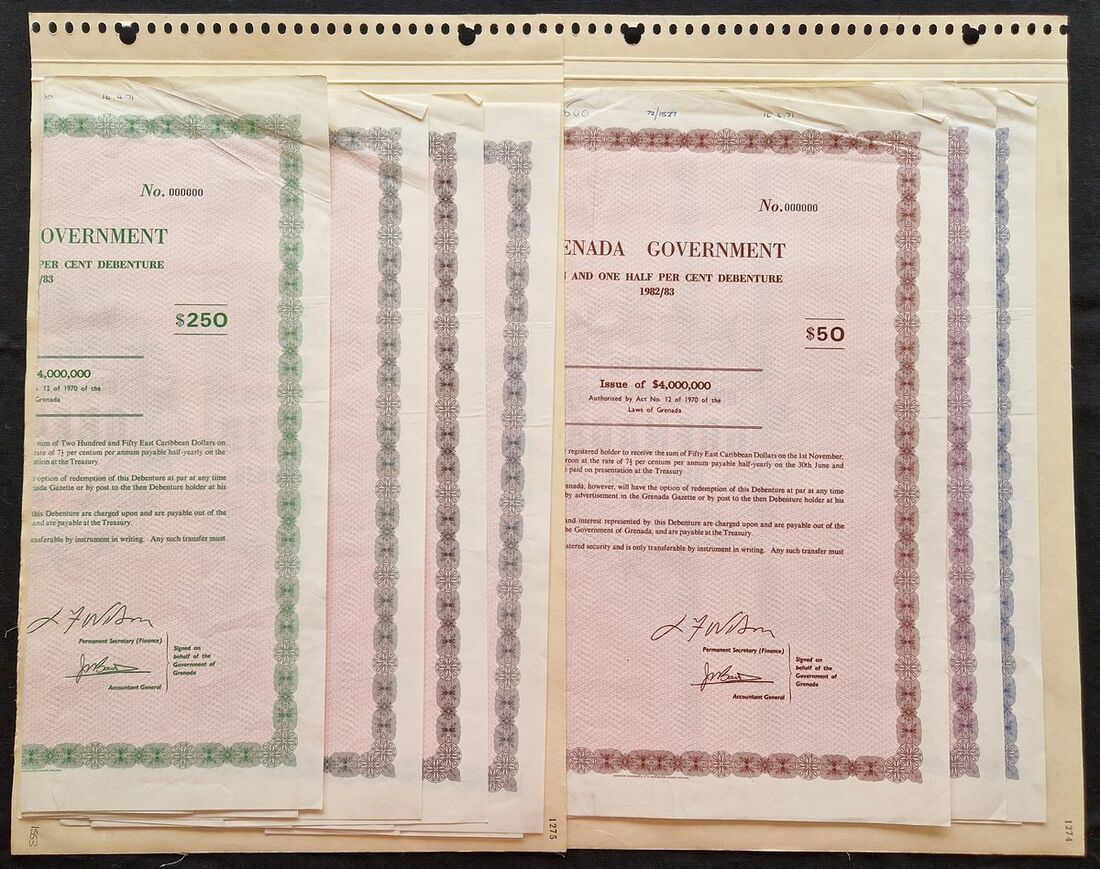 16.4.71
No. 000000
OVERNMENT
PER CENT DEBENTURE
/83
$250
4,000,000
12 of 1970 of the
Grenada
sum of Two Hundred and Fifty East Caribbean Dollars on
rate of 7½ per centum per annum payable half-yearly on the
ation at the Treasury.
option of redemption of this Debenture at par at any time
ada Gazette or by post to the then Debenture holder at his
this Debenture are charged upon and are payable out of the
and are payable at the Treasury.
ansferable by instrument in writing. Any such transfer must
Permanent Secretary (Finance)
Accountant General
Signed on
behalf of the
Government of
Grenada
1553
1275
600
72/1527
16.4.71
No. 000000
ENADA GOVERNMENT
N AND ONE HALF PER CENT DEBENTURE
1982/83
$50
Issue of $4,000,000
Authorised by Act No. 12 of 1970 of the
Laws of Grenada
registered holder to receive the sum of Fifty East Caribbean Dollars on the 1st November,
reon at the rate of 7½ per centum per annum payable half-yearly on the 30th June and
paid on presentation at the Treasury.
enada, however, will have the option of redemption of this Debenture at par at any time
by advertisement in the Grenada Gazette or by post to the then Debenture holder at his
and interest represented by this Debenture are charged upon and are payable out of the
he Government of Grenada, and are payable at the Treasury.
stered security and is only transferable by instrument in writing. Any such transfer must
Permanent Secretary (Finance)
Accountant General
Signed on
behalf of the
Government of
Grenada
1274